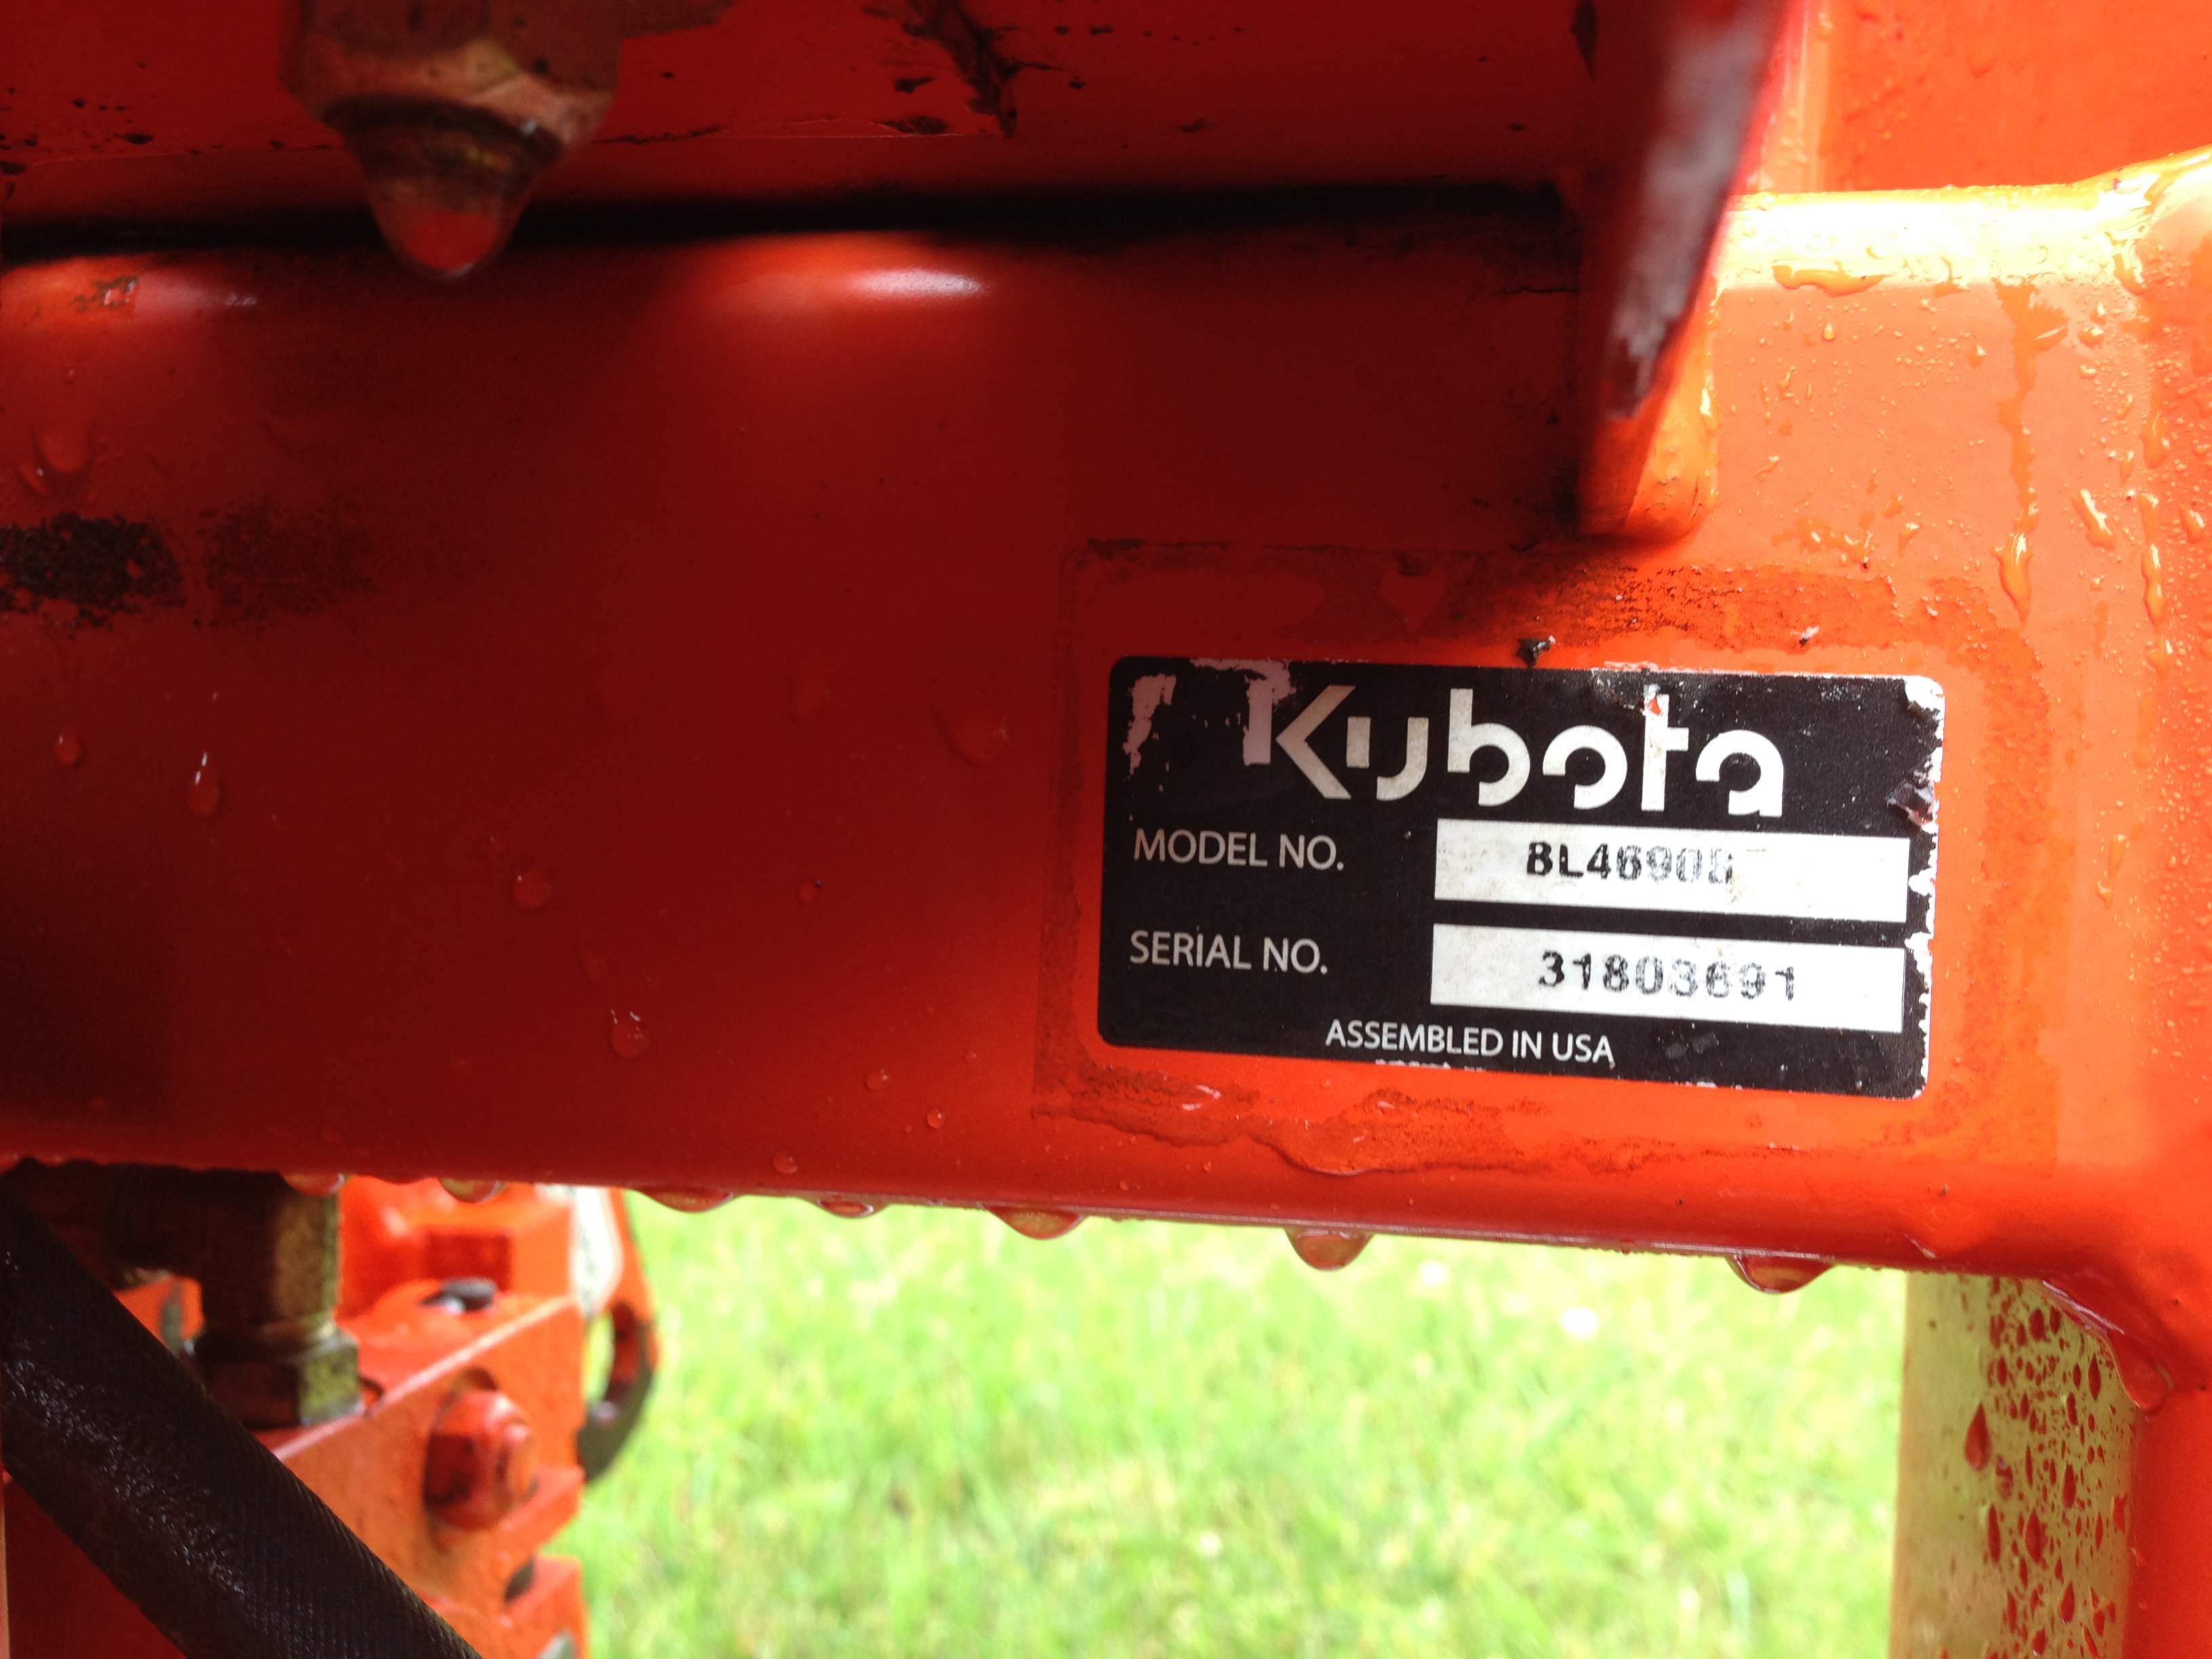 Kubota
MODEL NO.
SERIAL NO. 31803691
ASSEMBLED IN USA